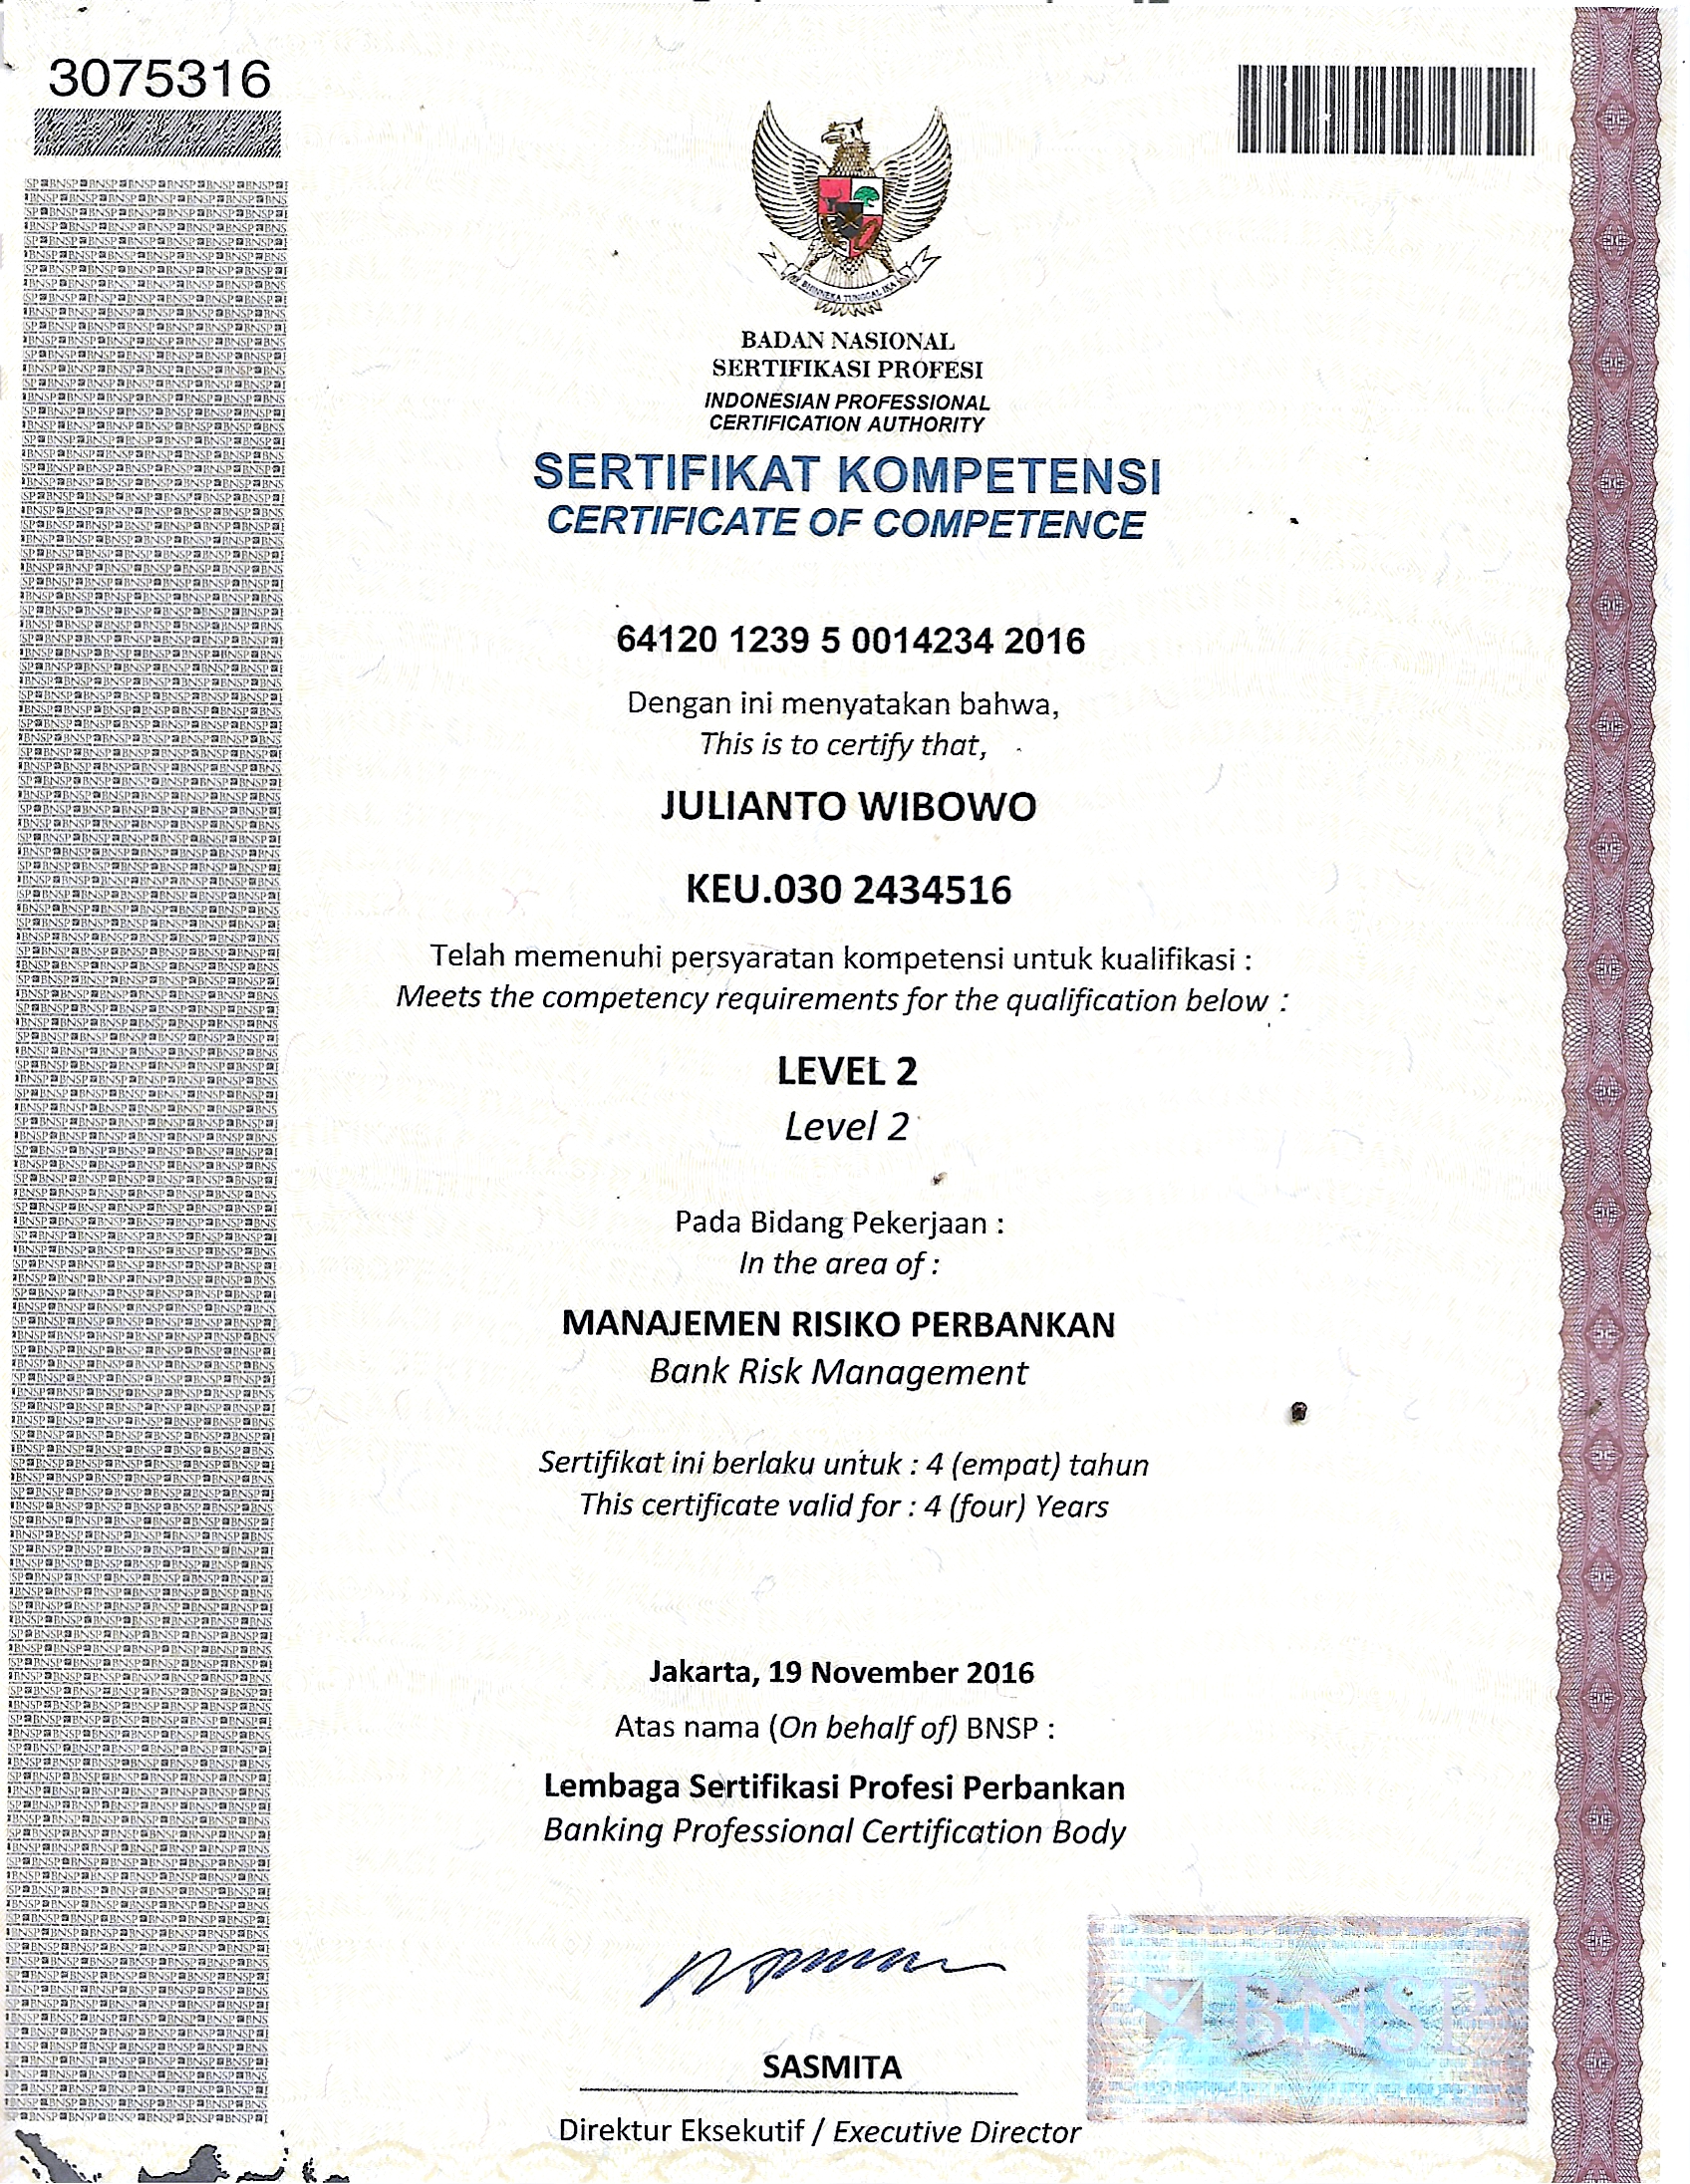 3075316
BHINNEKA TUNGGAL IKA
BADAN NASIONAL
SERTIFIKASI PROFESI
INDONESIAN PROFESSIONAL
CERTIFICATION AUTHORITY
SERTIFIKAT KOMPETENSI
CERTIFICATE OF COMPETENCE
64120 1239 5 0014234 2016
Dengan ini menyatakan bahwa,
This is to certify that,
JULIANTO WIBOWO
KEU.030 2434516
Telah memenuhi persyaratan kompetensi untuk kualifikasi :
Meets the competency requirements for the qualification below :
LEVEL 2
Level 2
Pada Bidang Pekerjaan :
In the area of :
MANAJEMEN RISIKO PERBANKAN
Bank Risk Management
Sertifikat ini berlaku untuk : 4 (empat) tahun
This certificate valid for : 4 (four) Years
Jakarta, 19 November 2016
Atas nama (On behalf of) BNSP :
Lembaga Sertifikasi Profesi Perbankan
Banking Professional Certification Body
BNSP
SASMITA
Direktur Eksekutif / Executive Director